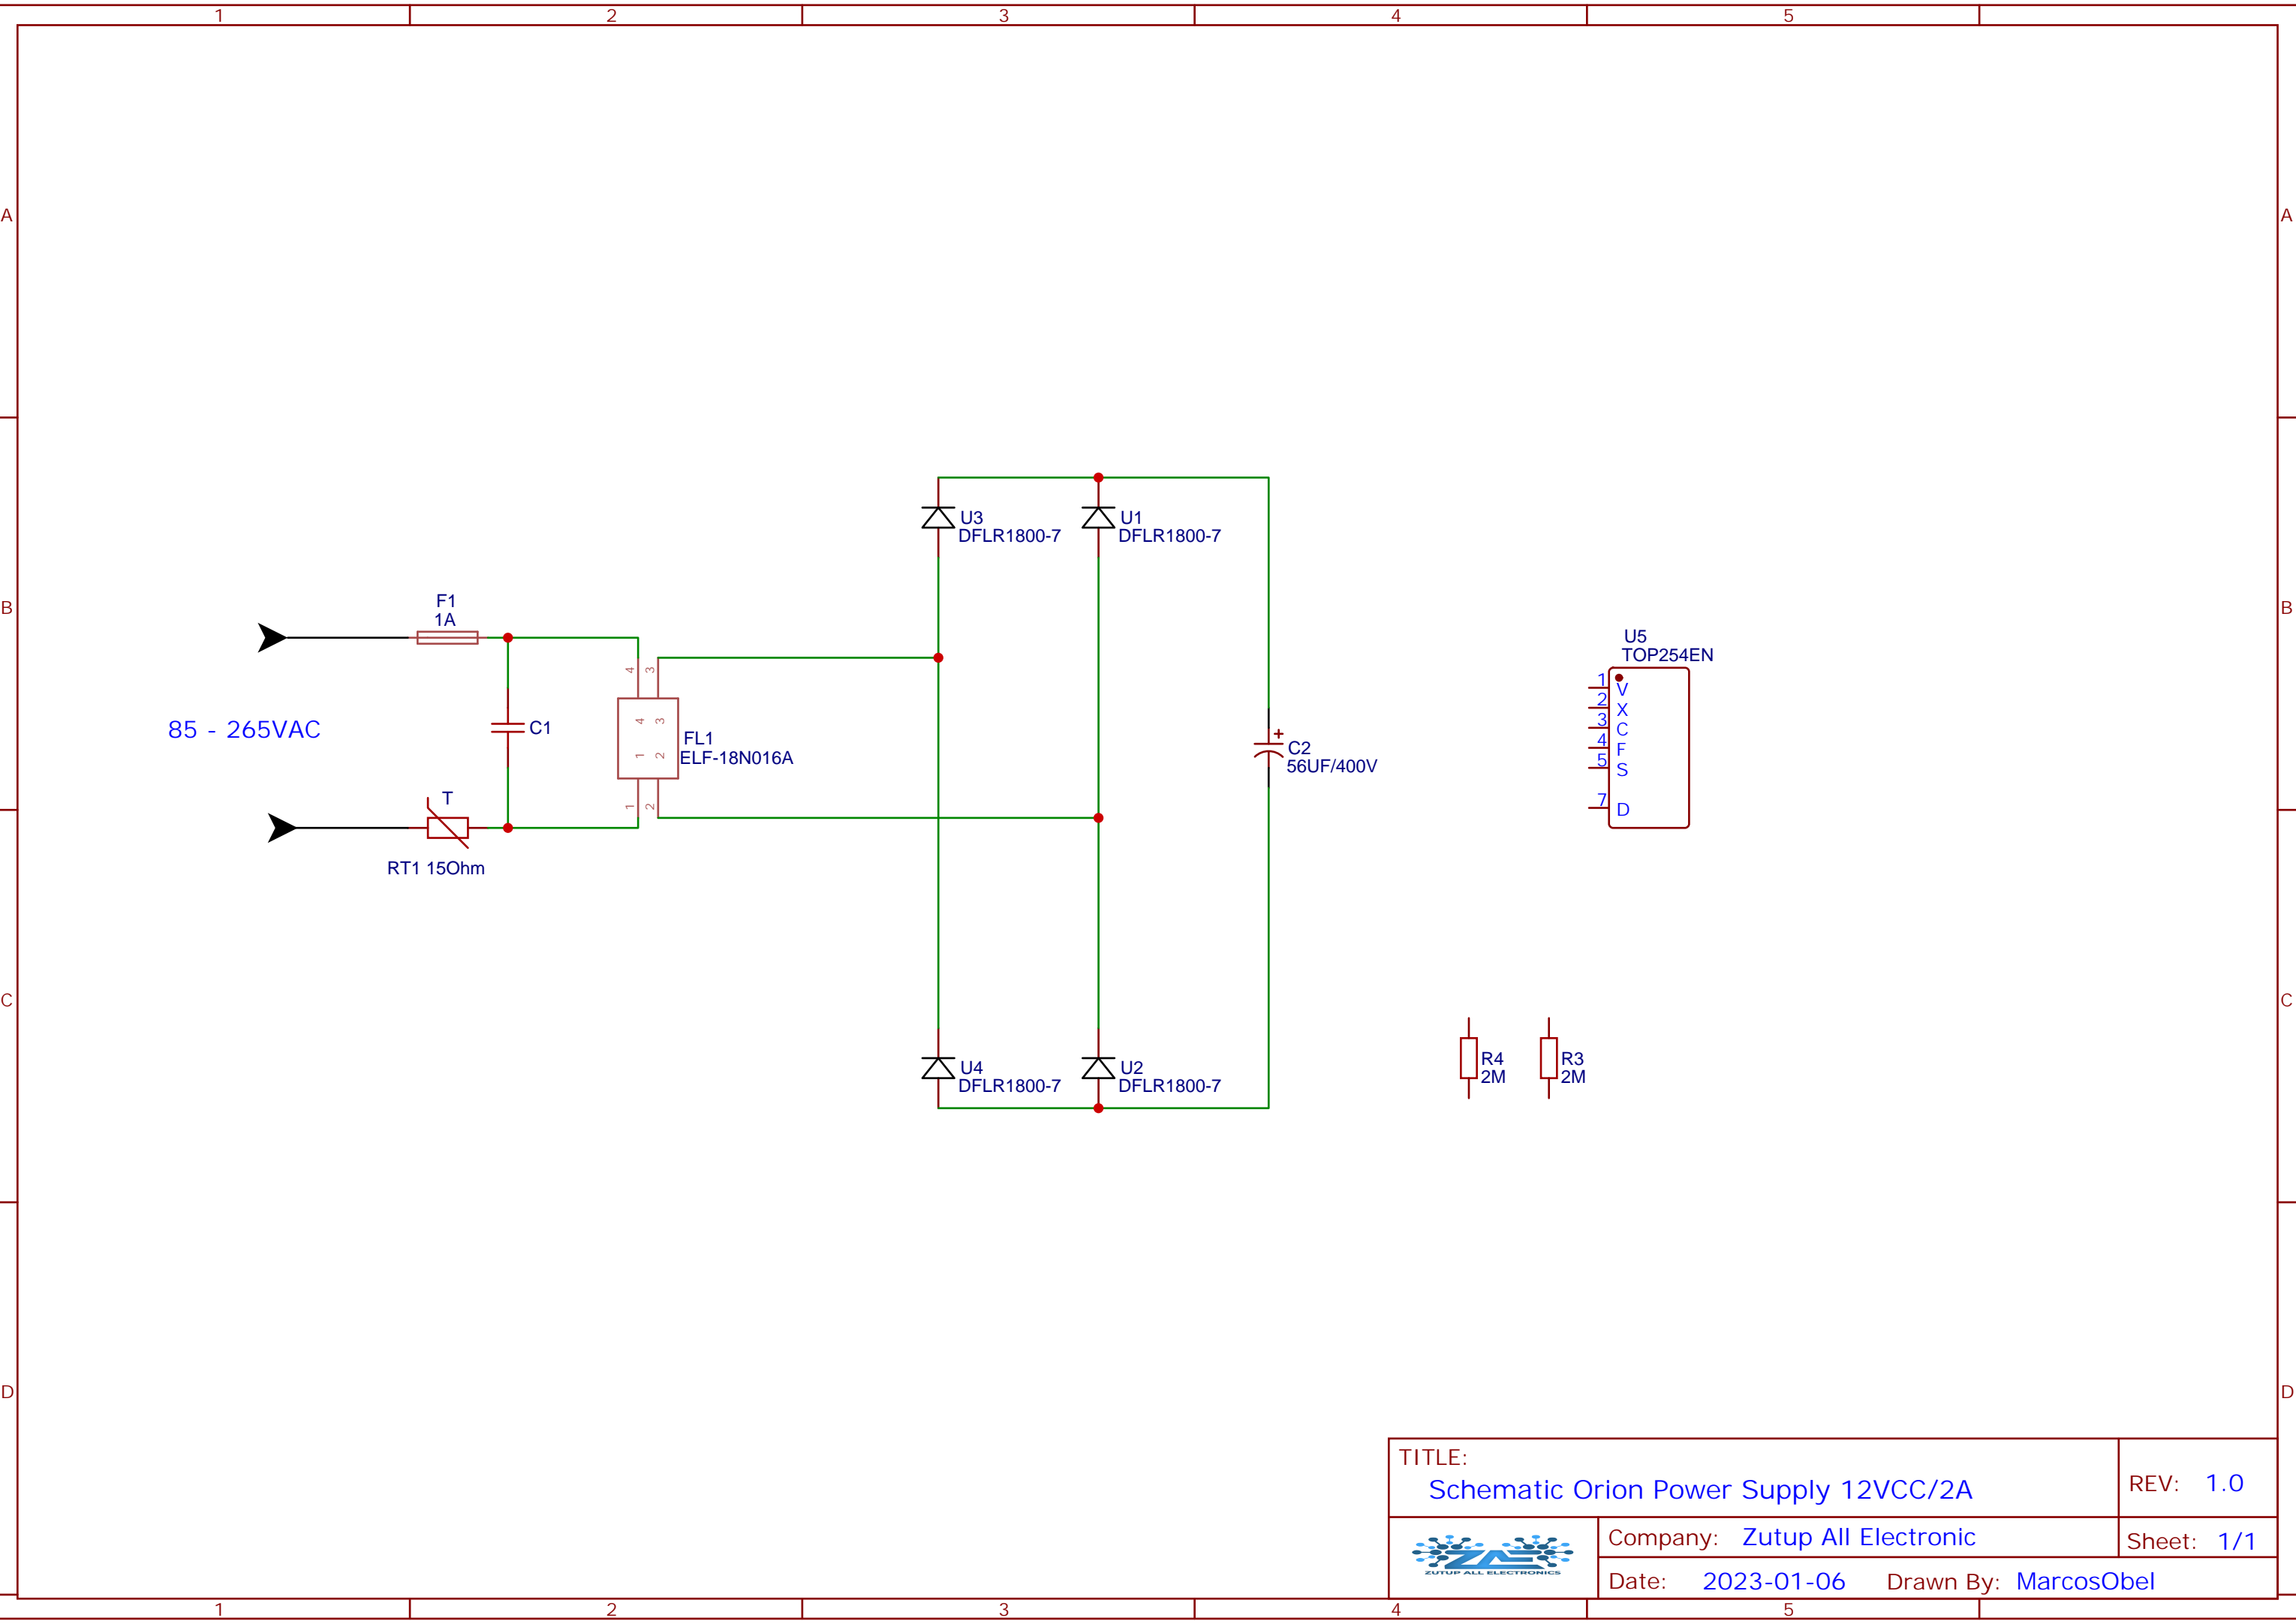 1 2 3 4 5
A A
U3
DFLR1800-7
U1
DFLR1800-7
F1
1A
B B
U5
TOP254EN
4 3
1 V
2 X
3 C
4 F
5 S
7 D
4 3
1 2
85 - 265VAC
C1
FL1
ELF-18N016A
+
C2
56UF/400V
T
1 2
RT1 15Ohm
C C
U4
DFLR1800-7
U2
DFLR1800-7
R4
2M
R3
2M
D D
TITLE:
Schematic Orion Power Supply 12VCC/2A
REV: 1.0
ZAE
ZUTUP ALL ELECTRONICS
Company: Zutup All Electronic
Sheet: 1/1
Date: 2023-01-06 Drawn By: MarcosObel
1 2 3 4 5